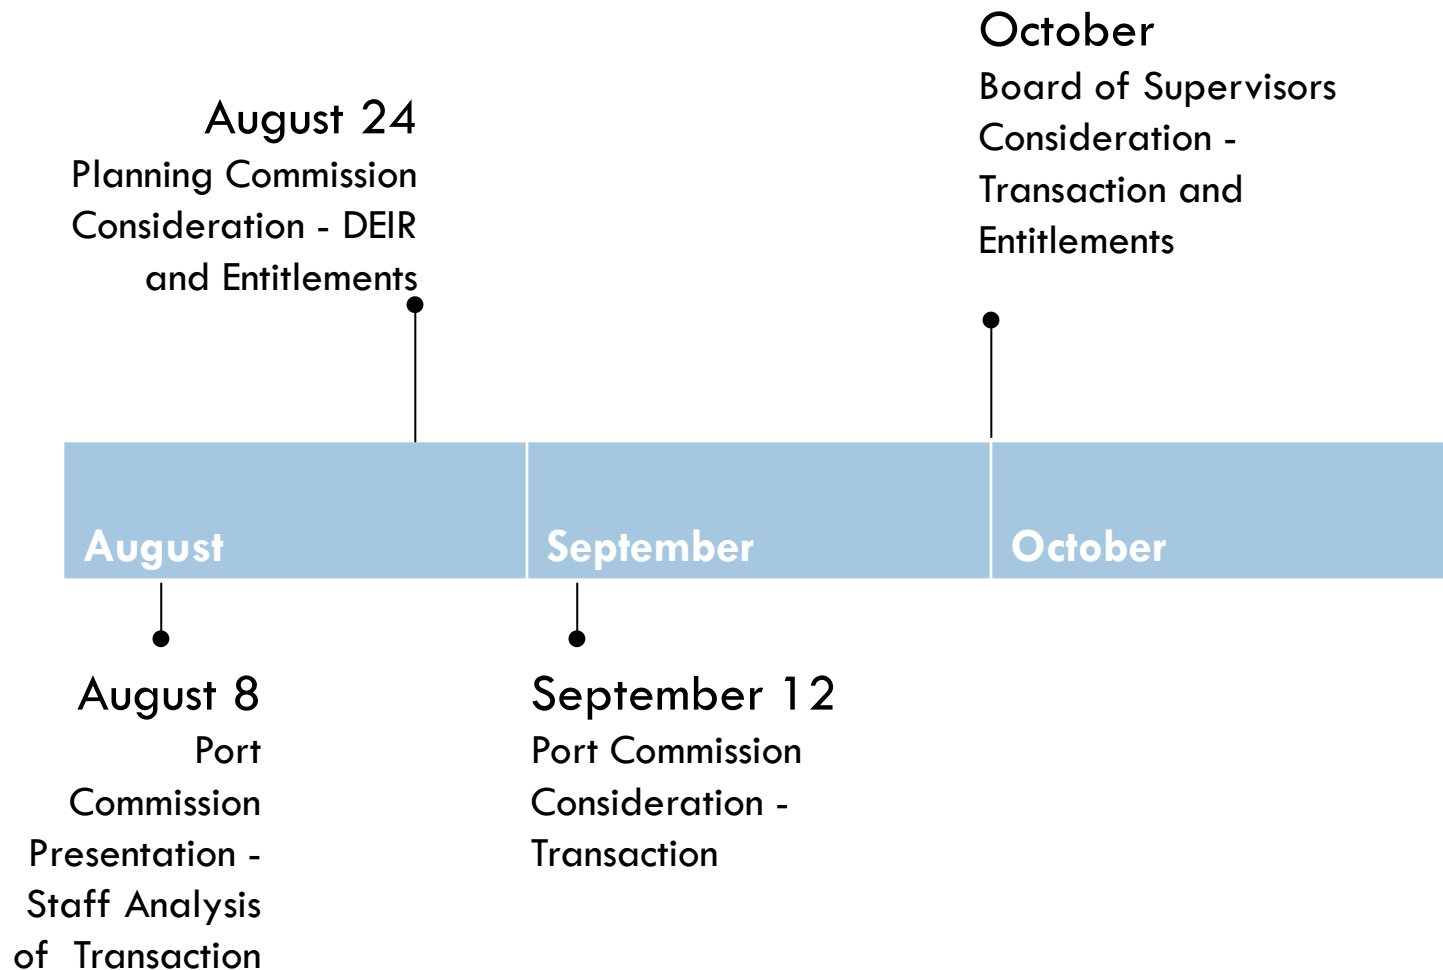 October
Board of Supervisors
Consideration -
Transaction and
Entitlements
August 24
Planning Commission
Consideration - DEIR
and Entitlements
August
September
October
August 8
Port
Commission
Presentation -
Staff Analysis
of Transaction
September 12
Port Commission
Consideration -
Transaction